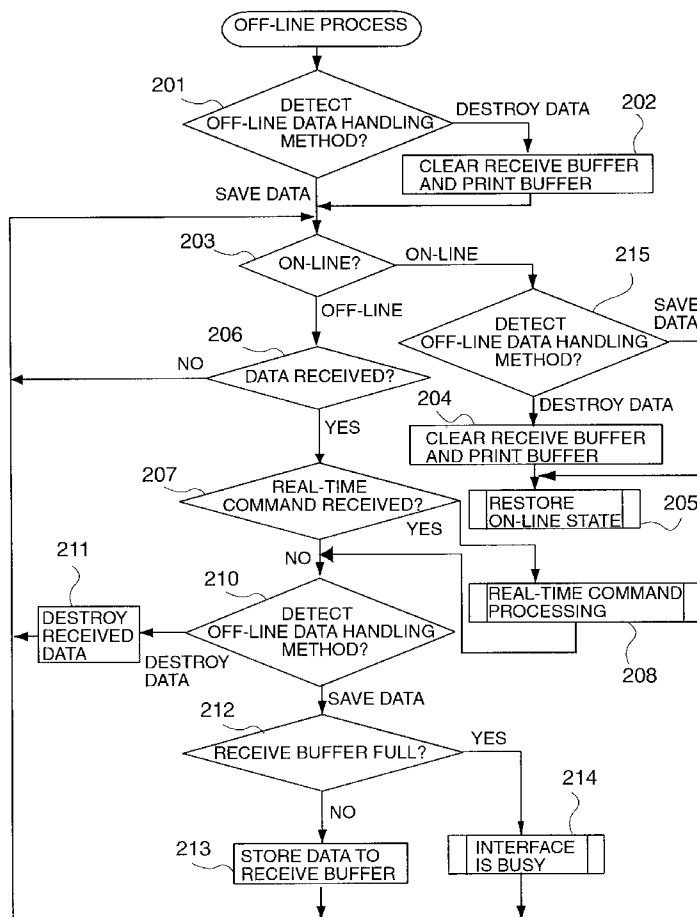 OFF-LINE PROCESS
201
DETECT
OFF-LINE DATA HANDLING
METHOD?
DESTROY DATA
202
CLEAR RECEIVE BUFFER
AND PRINT BUFFER
SAVE DATA
203
ON-LINE?
ON-LINE
215
OFF-LINE
DETECT
OFF-LINE DATA HANDLING
METHOD?
SAVE
DATA
206
NO
DATA RECEIVED?
DESTROY DATA
204
YES
CLEAR RECEIVE BUFFER
AND PRINT BUFFER
207
REAL-TIME
COMMAND RECEIVED?
RESTORE
ON-LINE STATE
205
YES
211
NO
210
DESTROY
RECEIVED
DATA
DETECT
OFF-LINE DATA HANDLING
METHOD?
REAL-TIME COMMAND
PROCESSING
DESTROY
DATA
208
SAVE DATA
212
RECEIVE BUFFER FULL?
YES
NO
214
213
STORE DATA TO
RECEIVE BUFFER
INTERFACE
IS BUSY